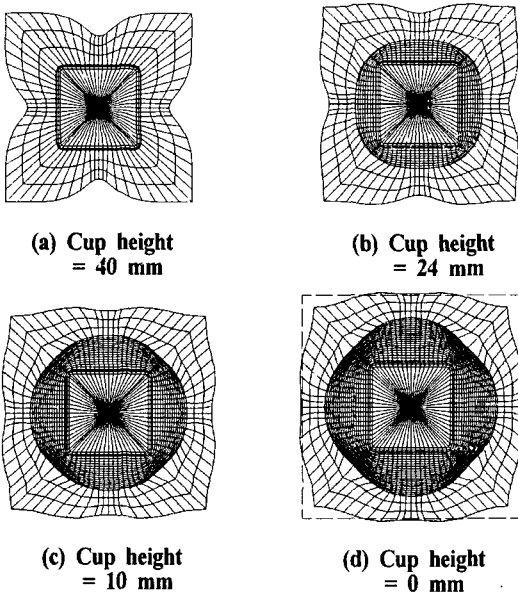 (a) Cup height
= 40 mm
(b) Cup height
= 24 mm
(c) Cup height
= 10 mm
(d) Cup height
= 0 mm